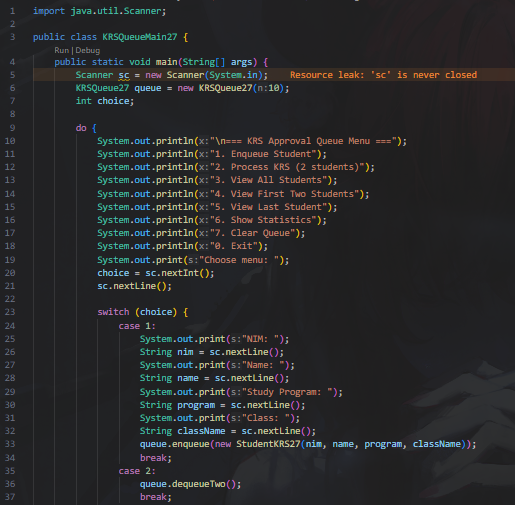 1 import java.util.Scanner;
2
3 public class KRSQueueMain27 {
Run | Debug
4 public static void main(String[] args) {
5 Scanner sc = new Scanner(System.in); Resource leak: 'sc' is never closed
6 KRSQueue27 queue = new KRSQueue27(n:10);
7 int choice;
8
9 do {
10 System.out.println(x:"\n=== KRS Approval Queue Menu ===");
11 System.out.println(x:"1. Enqueue Student");
12 System.out.println(x:"2. Process KRS (2 students)");
13 System.out.println(x:"3. View All Students");
14 System.out.println(x:"4. View First Two Students");
15 System.out.println(x:"5. View Last Student");
16 System.out.println(x:"6. Show Statistics");
17 System.out.println(x:"7. Clear Queue");
18 System.out.println(x:"0. Exit");
19 System.out.print(s:"Choose menu: ");
20 choice = sc.nextInt();
21 sc.nextLine();
22
23 switch (choice) {
24 case 1:
25 System.out.print(s:"NIM: ");
26 String nim = sc.nextLine();
27 System.out.print(s:"Name: ");
28 String name = sc.nextLine();
29 System.out.print(s:"Study Program: ");
30 String program = sc.nextLine();
31 System.out.print(s:"Class: ");
32 String className = sc.nextLine();
33 queue.enqueue(new StudentKRS27(nim, name, program, className));
34 break;
35 case 2:
36 queue.dequeueTwo();
37 break;